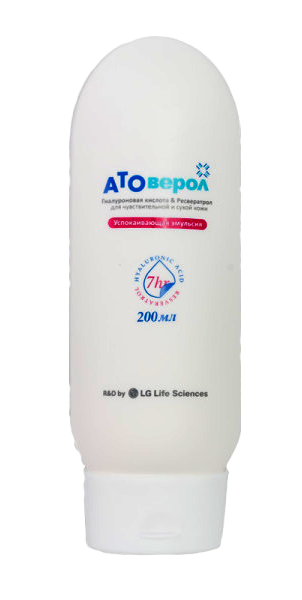 АТОверол
Гиалуроновая кислота & Ресвератрол
для чувствительной и сухой кожи
Успокаивающая эмульсия
HYALURONIC ACID
7hr
RESVERATROL
200мл
R&D by LG Life Sciences